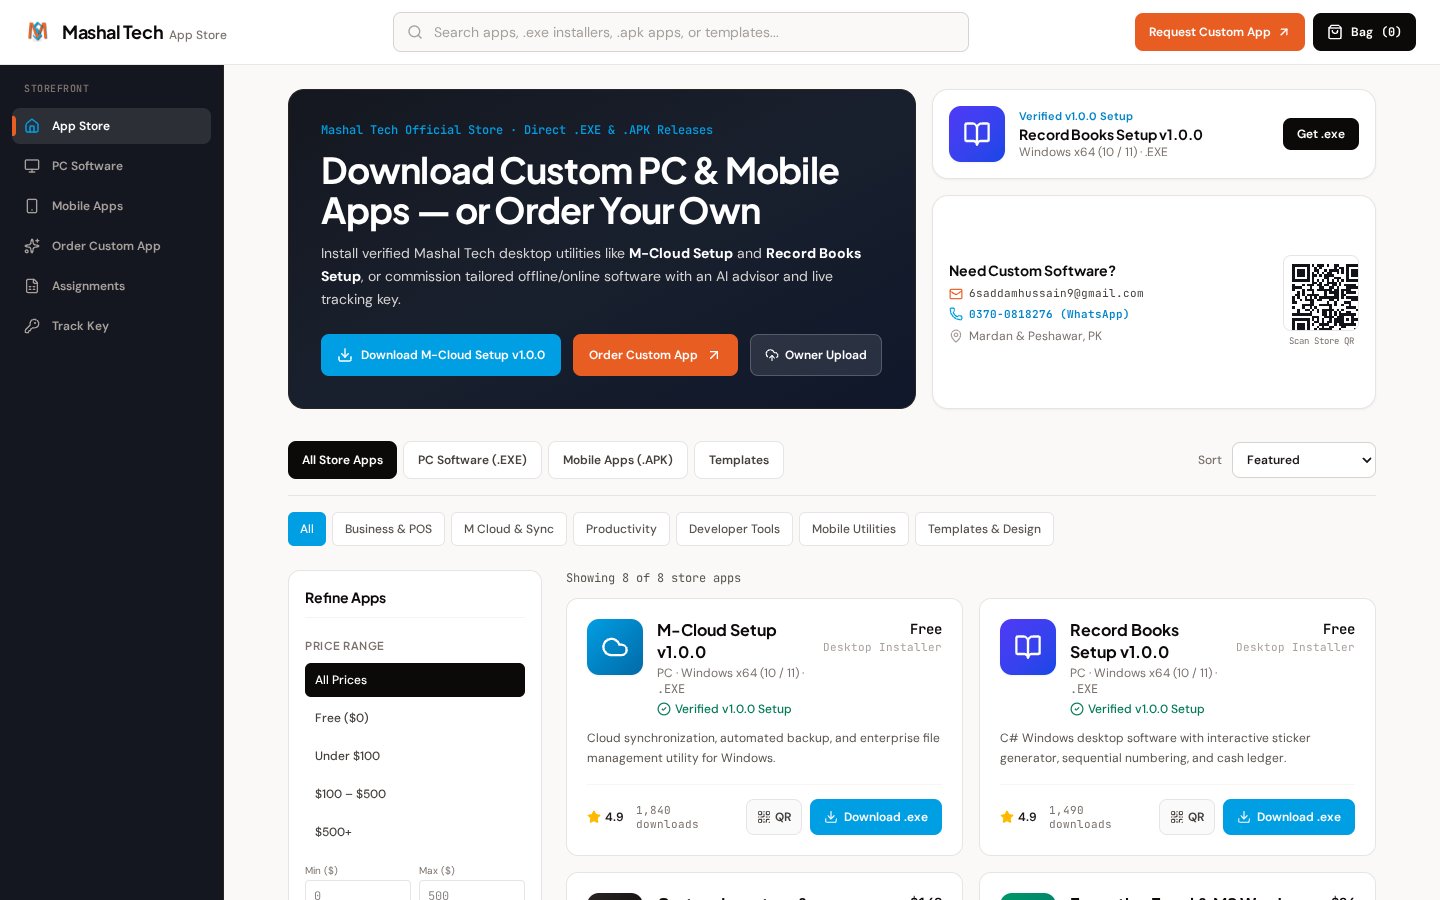 Mashal Tech App Store
Search apps, .exe installers, .apk apps, or templates...
Request Custom App
Bag (0)
STOREFRONT
App Store
PC Software
Mobile Apps
Order Custom App
Assignments
Track Key
Mashal Tech Official Store · Direct .EXE & .APK Releases
Download Custom PC & Mobile
Apps — or Order Your Own
Install verified Mashal Tech desktop utilities like M-Cloud Setup and Record Books
Setup, or commission tailored offline/online software with an AI advisor and live
tracking key.
Download M-Cloud Setup v1.0.0
Order Custom App
Owner Upload
Verified v1.0.0 Setup
Record Books Setup v1.0.0
Windows x64 (10 / 11) · .EXE
Get .exe
Need Custom Software?
6saddamhussain9@gmail.com
0370-0818276 (WhatsApp)
Mardan & Peshawar, PK
Scan Store QR
All Store Apps
PC Software (.EXE)
Mobile Apps (.APK)
Templates
Sort
Featured
All
Business & POS
M Cloud & Sync
Productivity
Developer Tools
Mobile Utilities
Templates & Design
Refine Apps
PRICE RANGE
All Prices
Free ($0)
Under $100
$100 – $500
$500+
Min ($)
Max ($)
0
500
Showing 8 of 8 store apps
M-Cloud Setup
v1.0.0
Free
Desktop Installer
PC · Windows x64 (10 / 11) ·
.EXE
Verified v1.0.0 Setup
Cloud synchronization, automated backup, and enterprise file
management utility for Windows.
4.9
1,840
downloads
QR
Download .exe
Record Books
Setup v1.0.0
Free
Desktop Installer
PC · Windows x64 (10 / 11) ·
.EXE
Verified v1.0.0 Setup
C# Windows desktop software with interactive sticker
generator, sequential numbering, and cash ledger.
4.9
1,490
downloads
QR
Download .exe